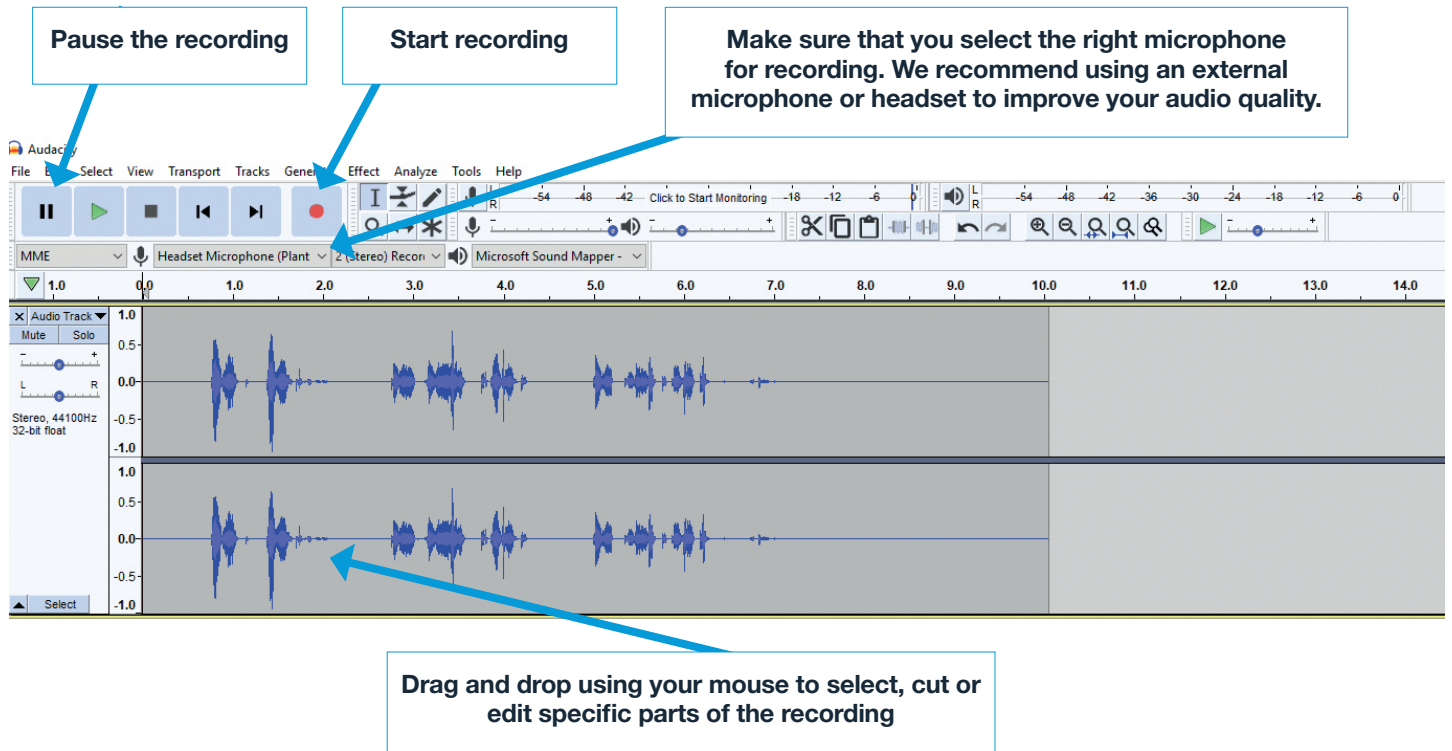 Pause the recording
Start recording
Make sure that you select the right microphone
for recording. We recommend using an external
microphone or headset to improve your audio quality.
Audacity
File Select View Transport Tracks Effect Analyze Tools Help
R -54 -48 -42 Click to Start Monitoring -18 -12 -6 0 L R -54 -48 -42 -36 -30 -24 -18 -12 -6 0
- + - + - +
MME Headset Microphone (Plant 2 (Stereo) Microsoft Sound Mapper -
1.0 0.0 1.0 2.0 3.0 4.0 5.0 6.0 7.0 8.0 9.0 10.0 11.0 12.0 13.0 14.0
X Audio Track 1.0
Mute Solo
0.5
- +
L R 0.0
Stereo, 44100Hz -0.5
32-bit float
-1.0
1.0
0.5
0.0
-0.5
Select -1.0
Drag and drop using your mouse to select, cut or
edit specific parts of the recording